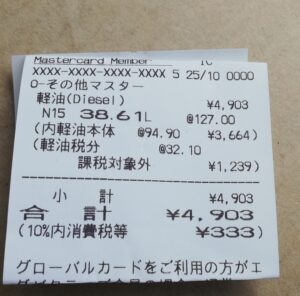 Mastercard Member IC
XXXX-XXXX-XXXX-XXXX 5 25/10 0000
0-その他マスター
軽油(Diesel) ¥4,903
N15 38.61L @127.00
(内軽油本体 @94.90 ¥3,664)
(軽油税分 @32.10
課税対象外 ¥1,239)
小 計 ¥4,903
合 計 ¥4,903
(10%内消費税等 ¥333)
グローバルカードをご利用の方がエ